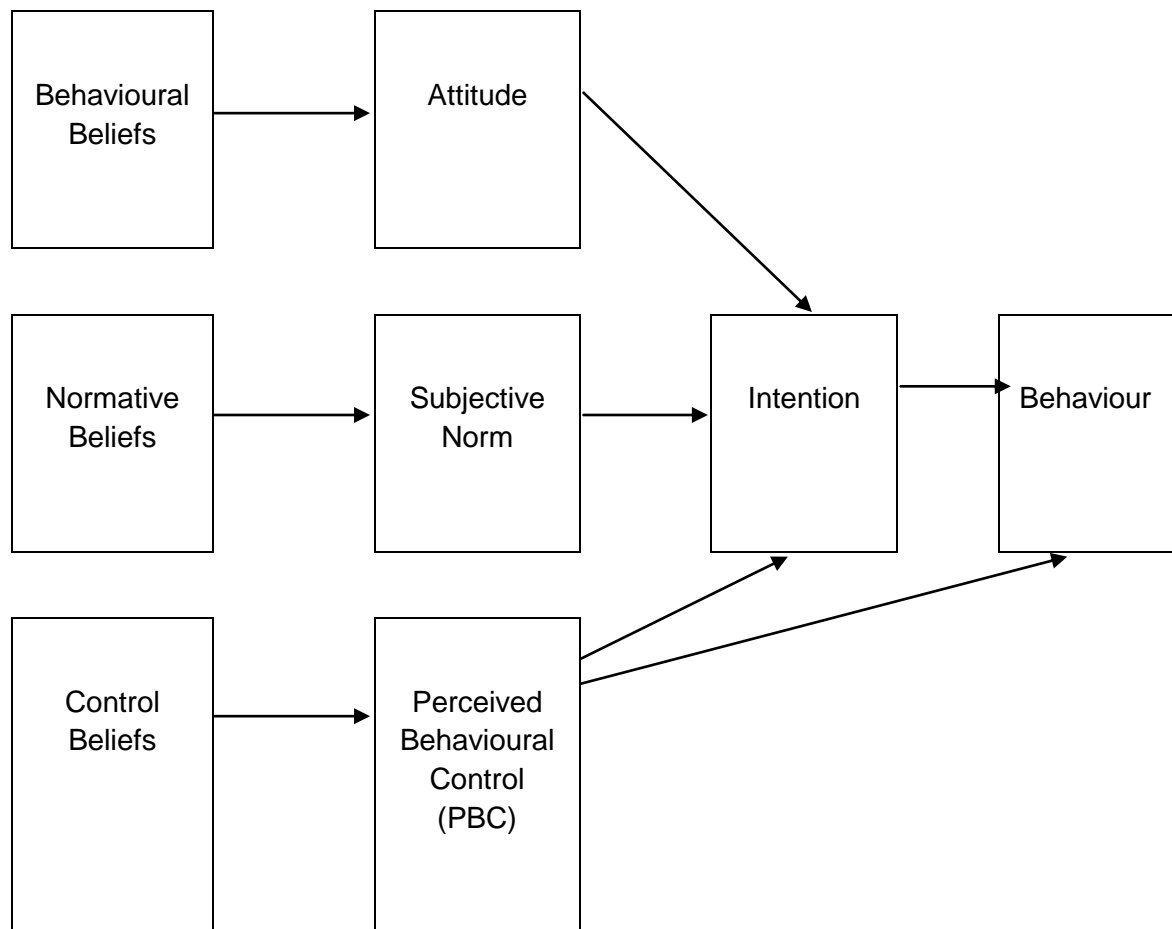 Behavioural
Beliefs
Attitude
Normative
Beliefs
Subjective
Norm
Intention
Behaviour
Control
Beliefs
Perceived
Behavioural
Control
(PBC)